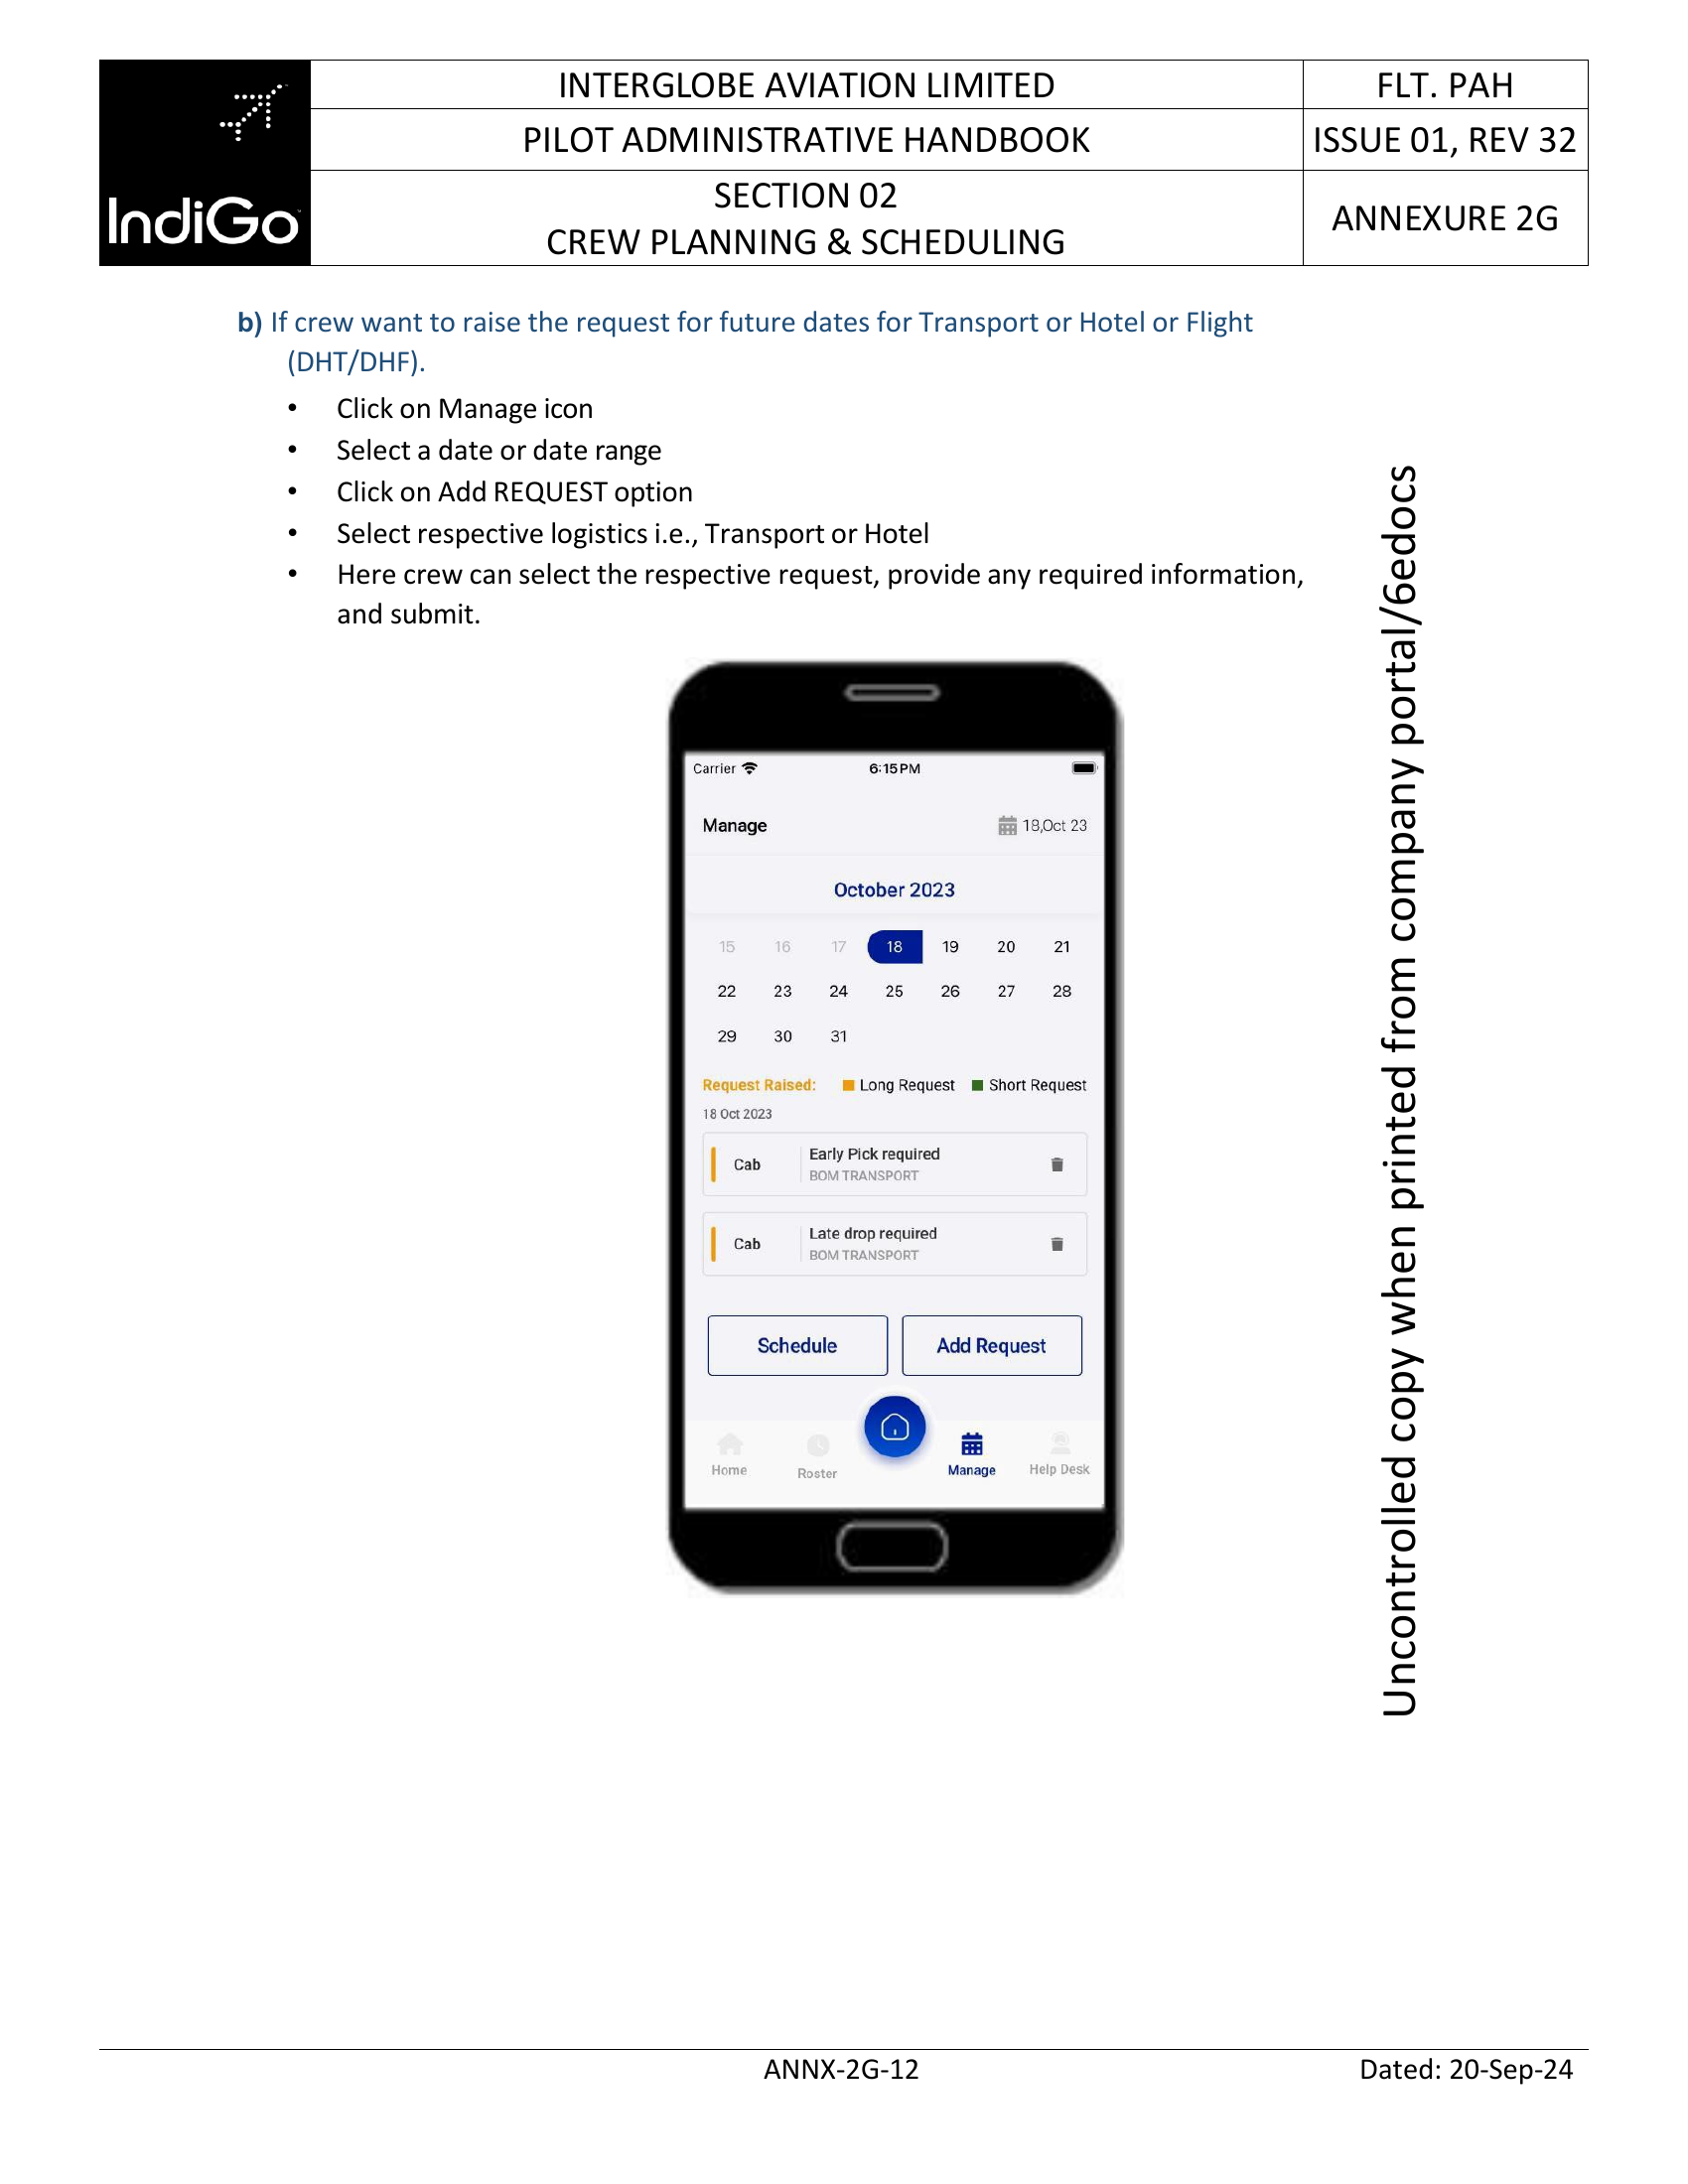 IndiGo
INTERGLOBE AVIATION LIMITED
FLT. PAH
PILOT ADMINISTRATIVE HANDBOOK
ISSUE 01, REV 32
SECTION 02
CREW PLANNING & SCHEDULING
ANNEXURE 2G
b) If crew want to raise the request for future dates for Transport or Hotel or Flight
(DHT/DHF).
• Click on Manage icon
• Select a date or date range
• Click on Add REQUEST option
• Select respective logistics i.e., Transport or Hotel
• Here crew can select the respective request, provide any required information,
and submit.
Carrier 6:15 PM
Manage 18,Oct 23
October 2023
15 16 17 18 19 20 21
22 23 24 25 26 27 28
29 30 31
Request Raised: Long Request Short Request
18 Oct 2023
Cab
Early Pick required
BOM TRANSPORT
Cab
Late drop required
BOM TRANSPORT
Schedule Add Request
Home Roster Manage Help Desk
Uncontrolled copy when printed from company portal/6edocs
ANNX-2G-12
Dated: 20-Sep-24